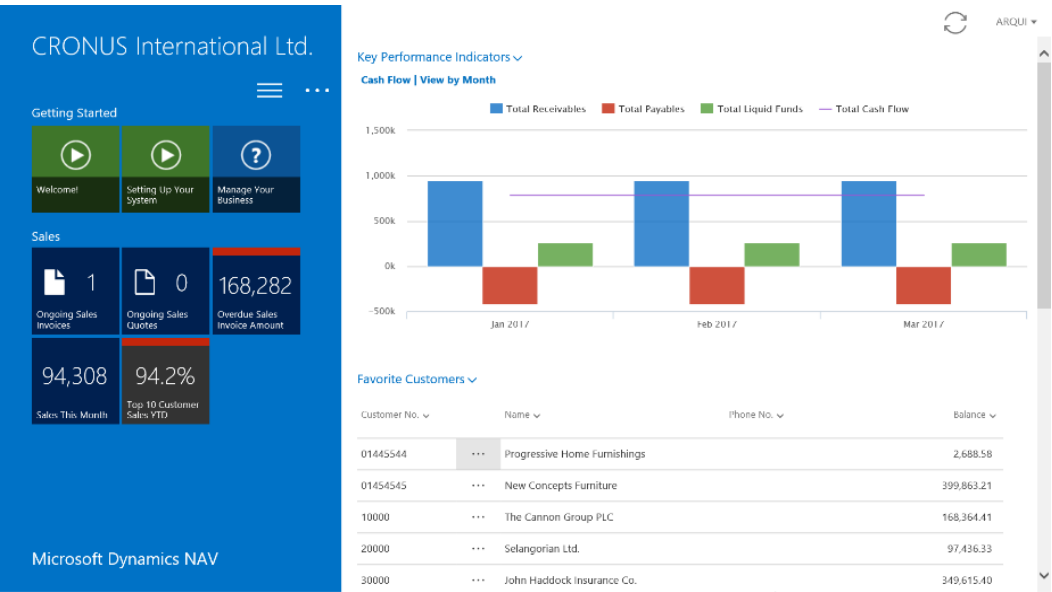 CRONUS International Ltd.
Getting Started
Welcome!
Setting Up Your System
Manage Your Business
Sales
1
Ongoing Sales Invoices
0
Ongoing Sales Quotes
168,282
Overdue Sales Invoice Amount
94,308
Sales This Month
94.2%
Top 10 Customer Sales YTD
Microsoft Dynamics NAV
ARQUI
Key Performance Indicators
Cash Flow | View by Month
Total Receivables Total Payables Total Liquid Funds Total Cash Flow
1,500k
1,000k
500k
0k
-500k
Jan 2017 Feb 2017 Mar 2017
Favorite Customers
Customer No. Name Phone No. Balance
01445544 ... Progressive Home Furnishings 2,688.58
01454545 ... New Concepts Furniture 399,863.21
10000 ... The Cannon Group PLC 168,364.41
20000 ... Selangorian Ltd. 97,436.33
30000 ... John Haddock Insurance Co. 349,615.40